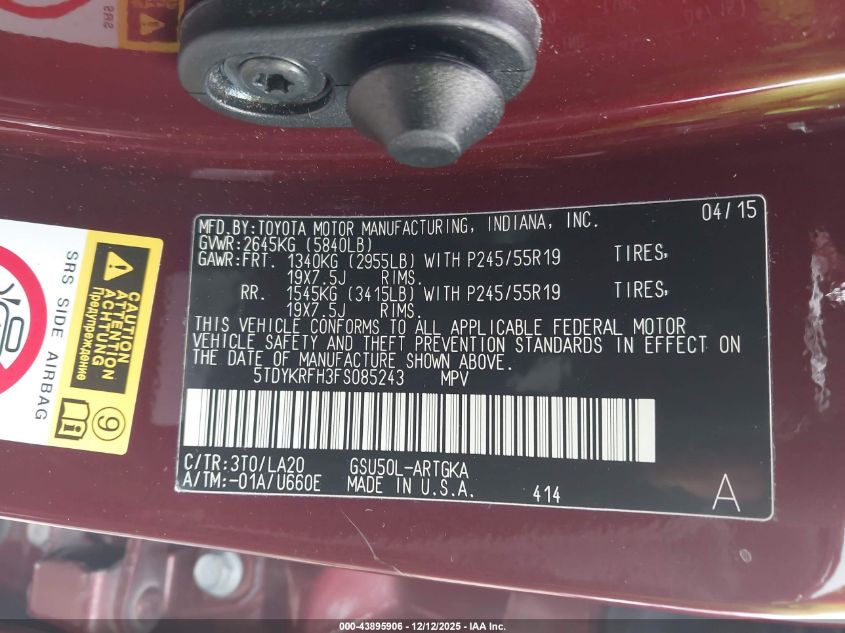 SRS
MFD.BY:TOYOTA MOTOR MANUFACTURING, INDIANA, INC. 04/15
GVWR:2645KG (5840LB)
GAWR:FRT. 1340KG (2955LB) WITH P245/55R19 TIRES,
19X7.5J RIMS.
RR. 1545KG (3415LB) WITH P245/55R19 TIRES,
19X7.5J RIMS.
THIS VEHICLE CONFORMS TO ALL APPLICABLE FEDERAL MOTOR
VEHICLE SAFETY AND THEFT PREVENTION STANDARDS IN EFFECT ON
THE DATE OF MANUFACTURE SHOWN ABOVE.
5TDYKRFH3FS085243 MPV
C/TR:3T0/LA20 GSU50L-ARTGKA
A/TM:-01A/U660E MADE IN U.S.A. 414 A
SRS SIDE AIRBAG
CAUTION
ATTENTION
ACHTUNG
Предупреждение
9
000-43895906 - 12/12/2025 - IAA Inc.